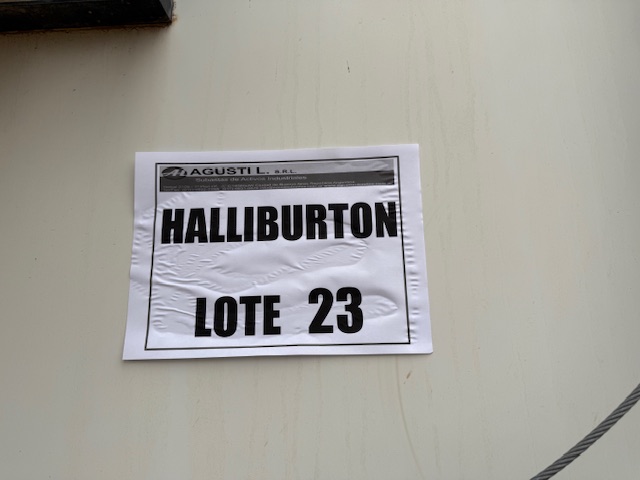 AGUSTI L. S.R.L.
Subastas de Activos Industriales
HALLIBURTON
LOTE 23